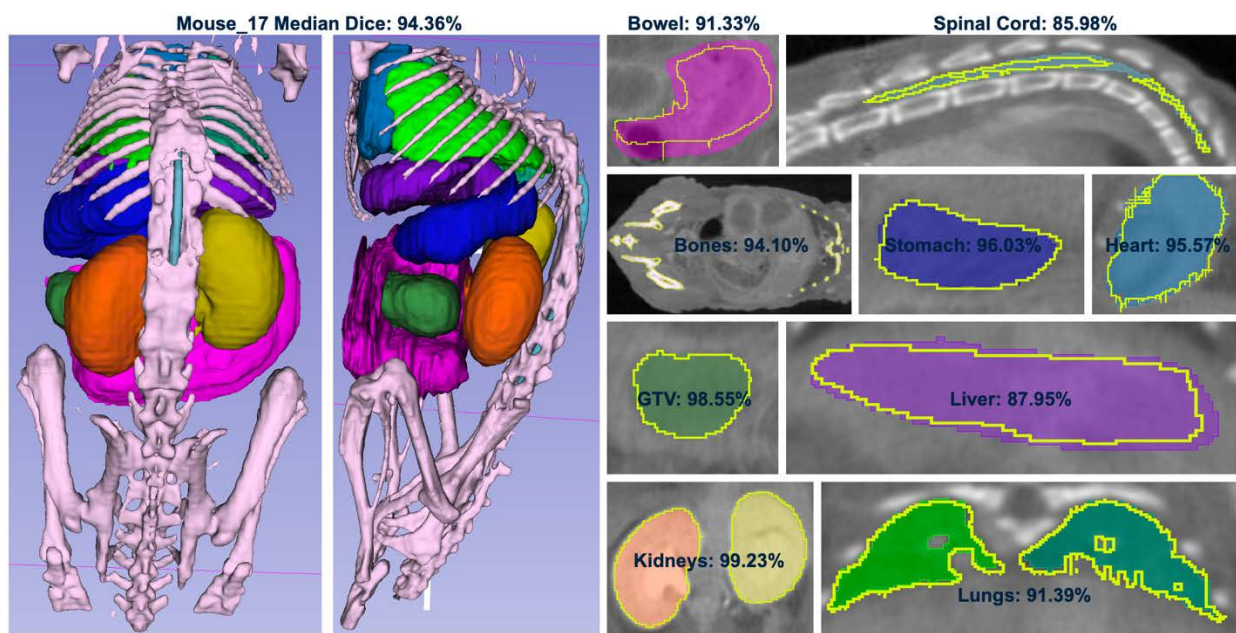 Mouse_17 Median Dice: 94.36%
Bowel: 91.33%
Spinal Cord: 85.98%
Bones: 94.10%
Stomach: 96.03%
Heart: 95.57%
GTV: 98.55%
Liver: 87.95%
Kidneys: 99.23%
Lungs: 91.39%